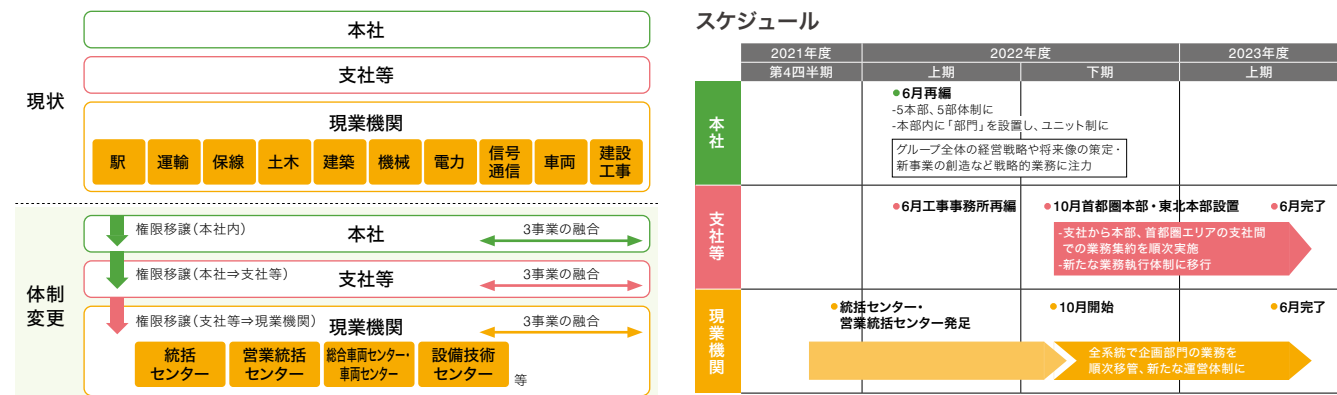 現状
本社
支社等
現業機関
駅
運輸
保線
土木
建築
機械
電力
信号
通信
車両
建設
工事
体制
変更
権限移譲(本社内)
本社
3事業の融合
権限移譲(本社⇒支社等)
支社等
3事業の融合
権限移譲(支社等⇒現業機関)
現業機関
3事業の融合
統括
センター
営業統括
センター
総合車両センター・
車両センター
設備技術
センター
等
スケジュール
2021年度
2022年度
2023年度
第4四半期
上期
下期
上期
本社
●6月再編
-5本部、5部体制に
-本部内に「部門」を設置し、ユニット制に
グループ全体の経営戦略や将来像の策定・
新事業の創造など戦略的業務に注力
支社等
●6月工事事務所再編
●10月首都圏本部・東北本部設置
●6月完了
-支社から本部、首都圏エリアの支社間
での業務集約を順次実施
-新たな業務執行体制に移行
現業機関
●統括センター・
営業統括センター発足
●10月開始
●6月完了
全系統で企画部門の業務を
順次移管、新たな運営体制に